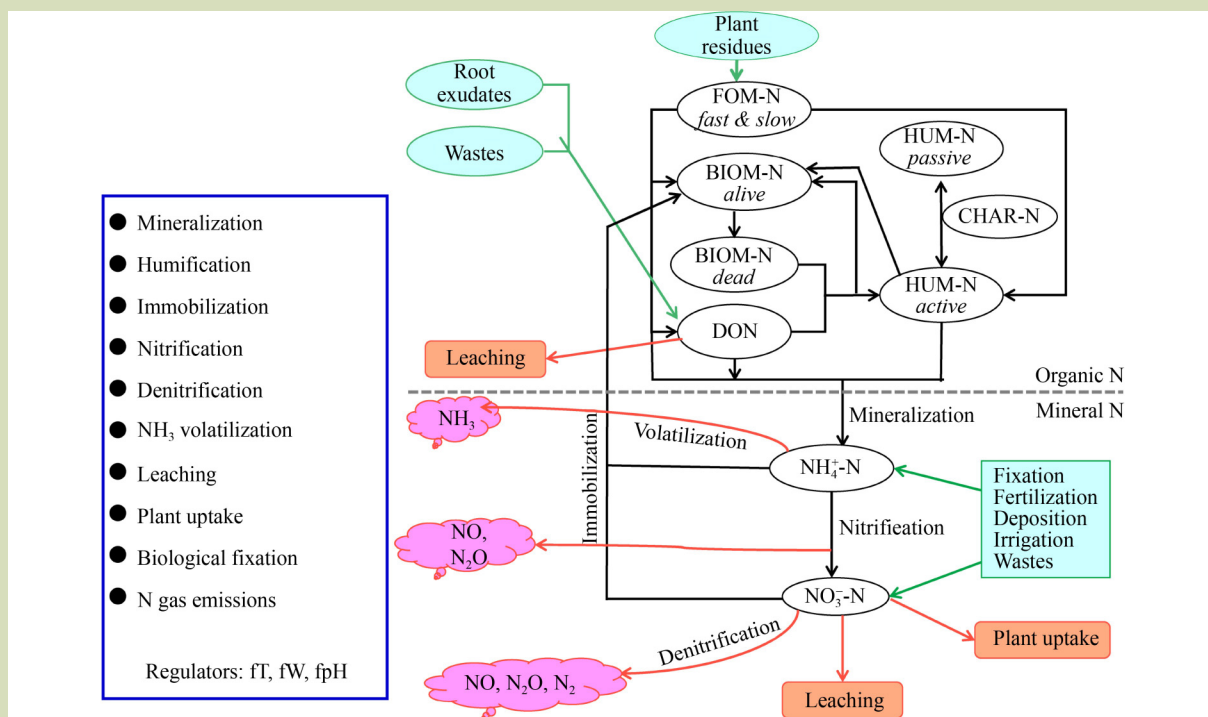 Plant
residues
Root
exudates
Wastes
FOM-N
fast & slow
HUM-N
passive
BIOM-N
alive
CHAR-N
BIOM-N
dead
HUM-N
active
DON
Leaching
Organic N
Mineral N
● Mineralization
● Humification
● Immobilization
● Nitrification
● Denitrification
● NH₃ volatilization
● Leaching
● Plant uptake
● Biological fixation
● N gas emissions
Regulators: fT, fW, fpH
NH₃
Volatilization
Mineralization
Immobilization
NH₄⁺-N
Fixation
Fertilization
Deposition
Irrigation
Wastes
NO,
N₂O
Nitrifieation
NO₃⁻-N
Denitrification
Plant uptake
NO, N₂O, N₂
Leaching